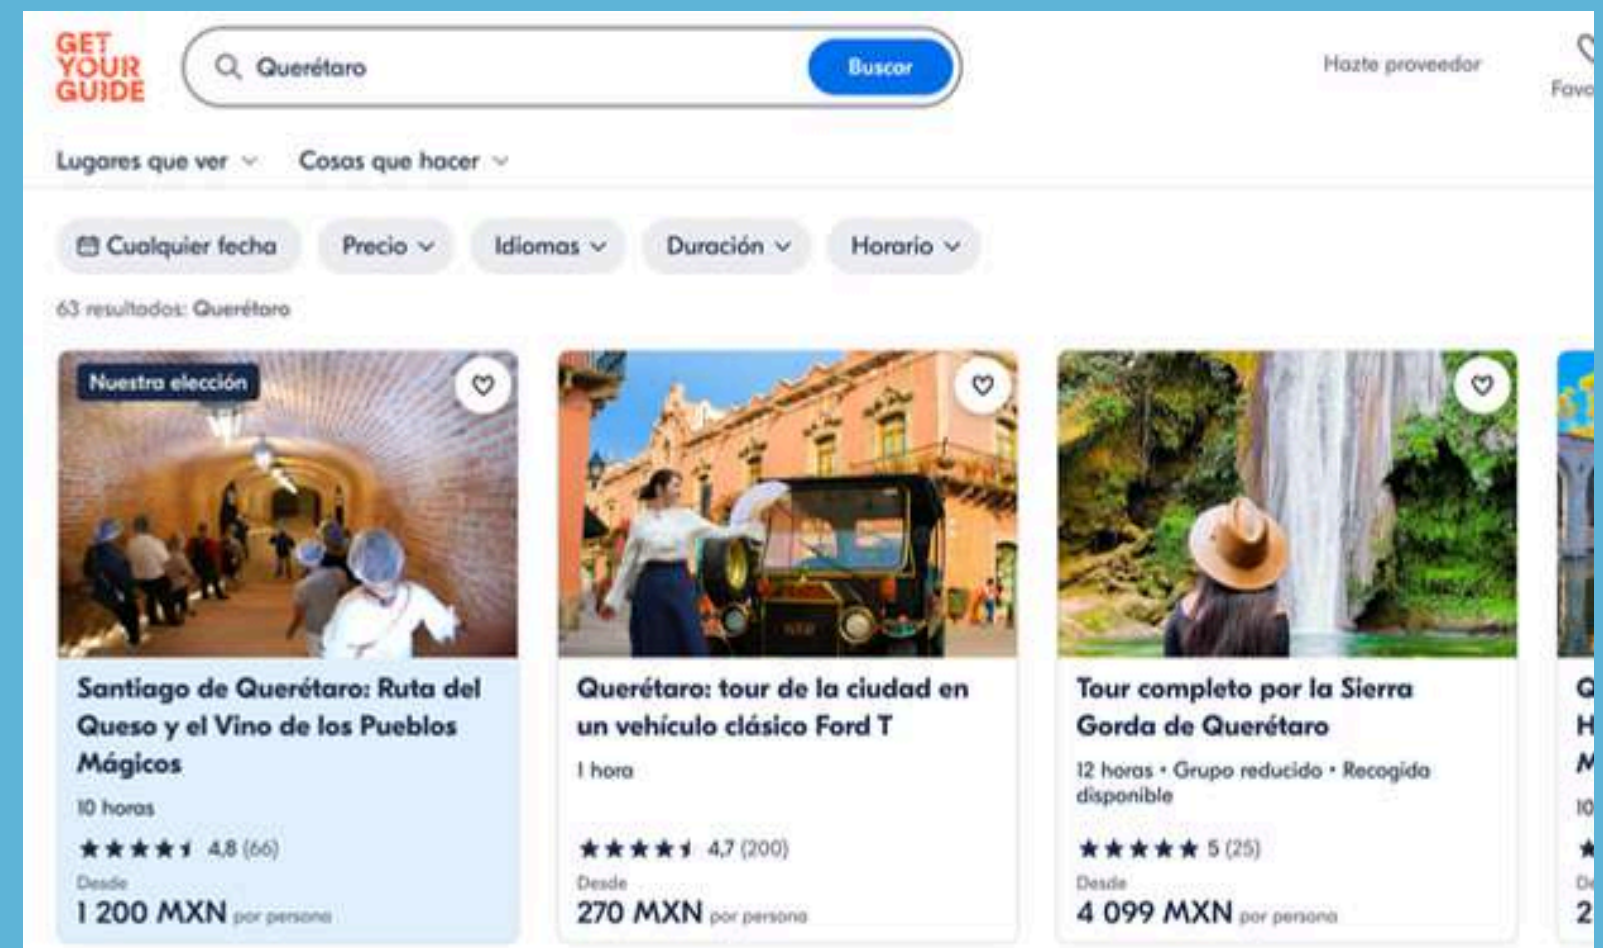 GET
YOUR
GUIDE
Querétaro
Buscar
Hazte proveedor
Favo
Lugares que ver
Cosas que hacer
Cualquier fecha
Precio
Idiomas
Duración
Horario
63 resultados: Querétaro
Nuestra elección
Santiago de Querétaro: Ruta del
Queso y el Vino de los Pueblos
Mágicos
10 horas
4,8 (66)
Desde
1 200 MXN por persona
Querétaro: tour de la ciudad en
un vehículo clásico Ford T
1 hora
4,7 (200)
Desde
270 MXN por persona
Tour completo por la Sierra
Gorda de Querétaro
12 horas • Grupo reducido • Recogida
disponible
5 (25)
Desde
4 099 MXN por persona
H
M
10
De
2